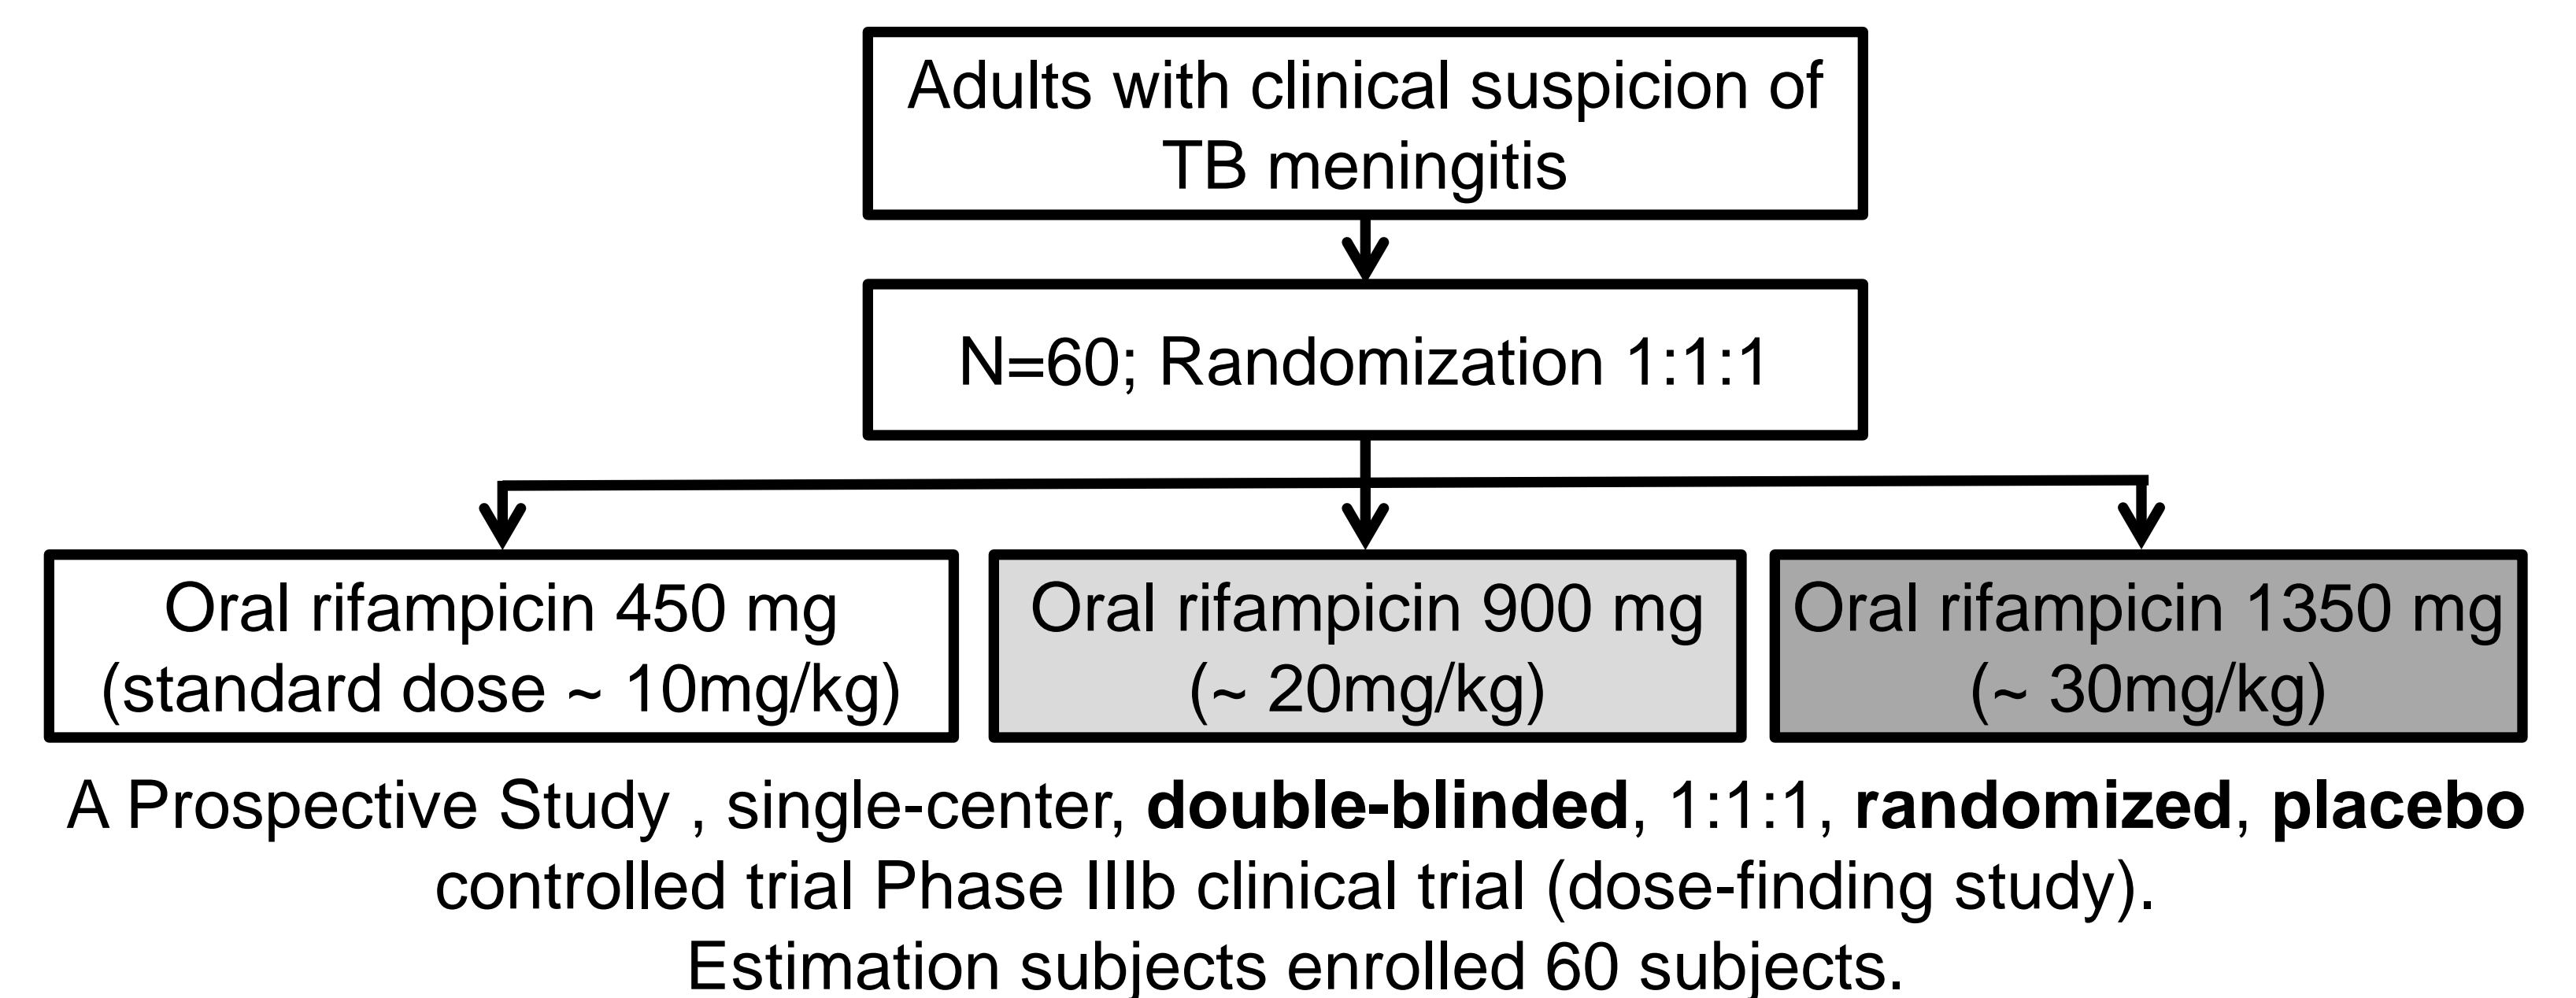 Adults with clinical suspicion of
TB meningitis
N=60; Randomization 1:1:1
Oral rifampicin 450 mg
(standard dose ~ 10mg/kg)
Oral rifampicin 900 mg
(~ 20mg/kg)
Oral rifampicin 1350 mg
(~ 30mg/kg)
A Prospective Study , single-center, double-blinded, 1:1:1, randomized, placebo
controlled trial Phase IIIb clinical trial (dose-finding study).
Estimation subjects enrolled 60 subjects.